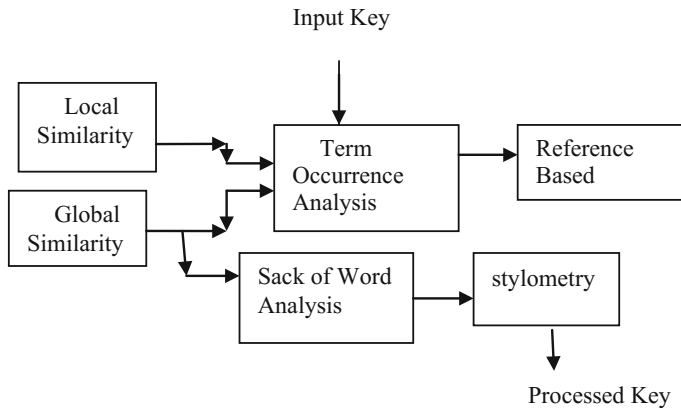 Input Key
Local
Similarity
Term
Occurrence
Analysis
Reference
Based
Global
Similarity
Sack of Word
Analysis
stylometry
Processed Key